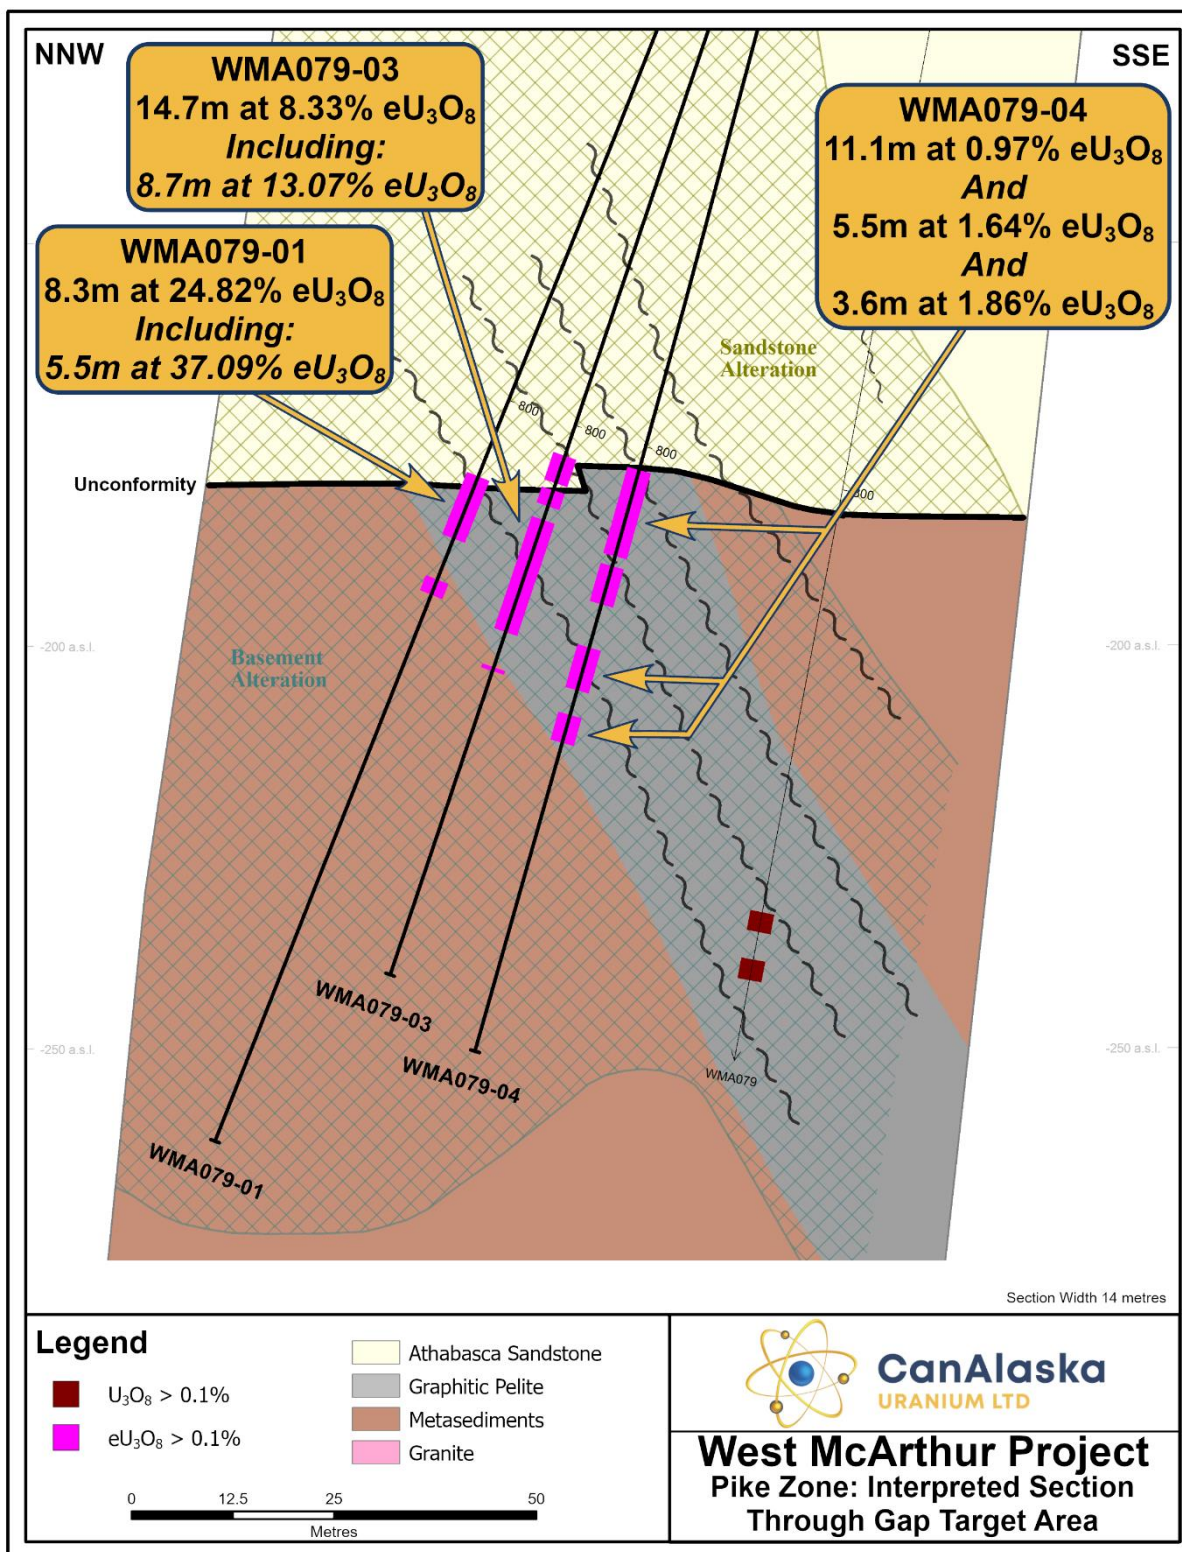 NNW
SSE
WMA079-03
14.7m at 8.33% eU₃O₈
Including:
8.7m at 13.07% eU₃O₈
WMA079-04
11.1m at 0.97% eU₃O₈
And
5.5m at 1.64% eU₃O₈
And
3.6m at 1.86% eU₃O₈
WMA079-01
8.3m at 24.82% eU₃O₈
Including:
5.5m at 37.09% eU₃O₈
Sandstone
Alteration
800
800
800
800
Unconformity
-200 a.s.l.
-200 a.s.l.
Basement
Alteration
WMA079-03
WMA079-04
WMA079
WMA079-01
-250 a.s.l.
-250 a.s.l.
Section Width 14 metres
Legend
U₃O₈ > 0.1%
eU₃O₈ > 0.1%
Athabasca Sandstone
Graphitic Pelite
Metasediments
Granite
0 12.5 25 50
Metres
CanAlaska
URANIUM LTD
West McArthur Project
Pike Zone: Interpreted Section
Through Gap Target Area